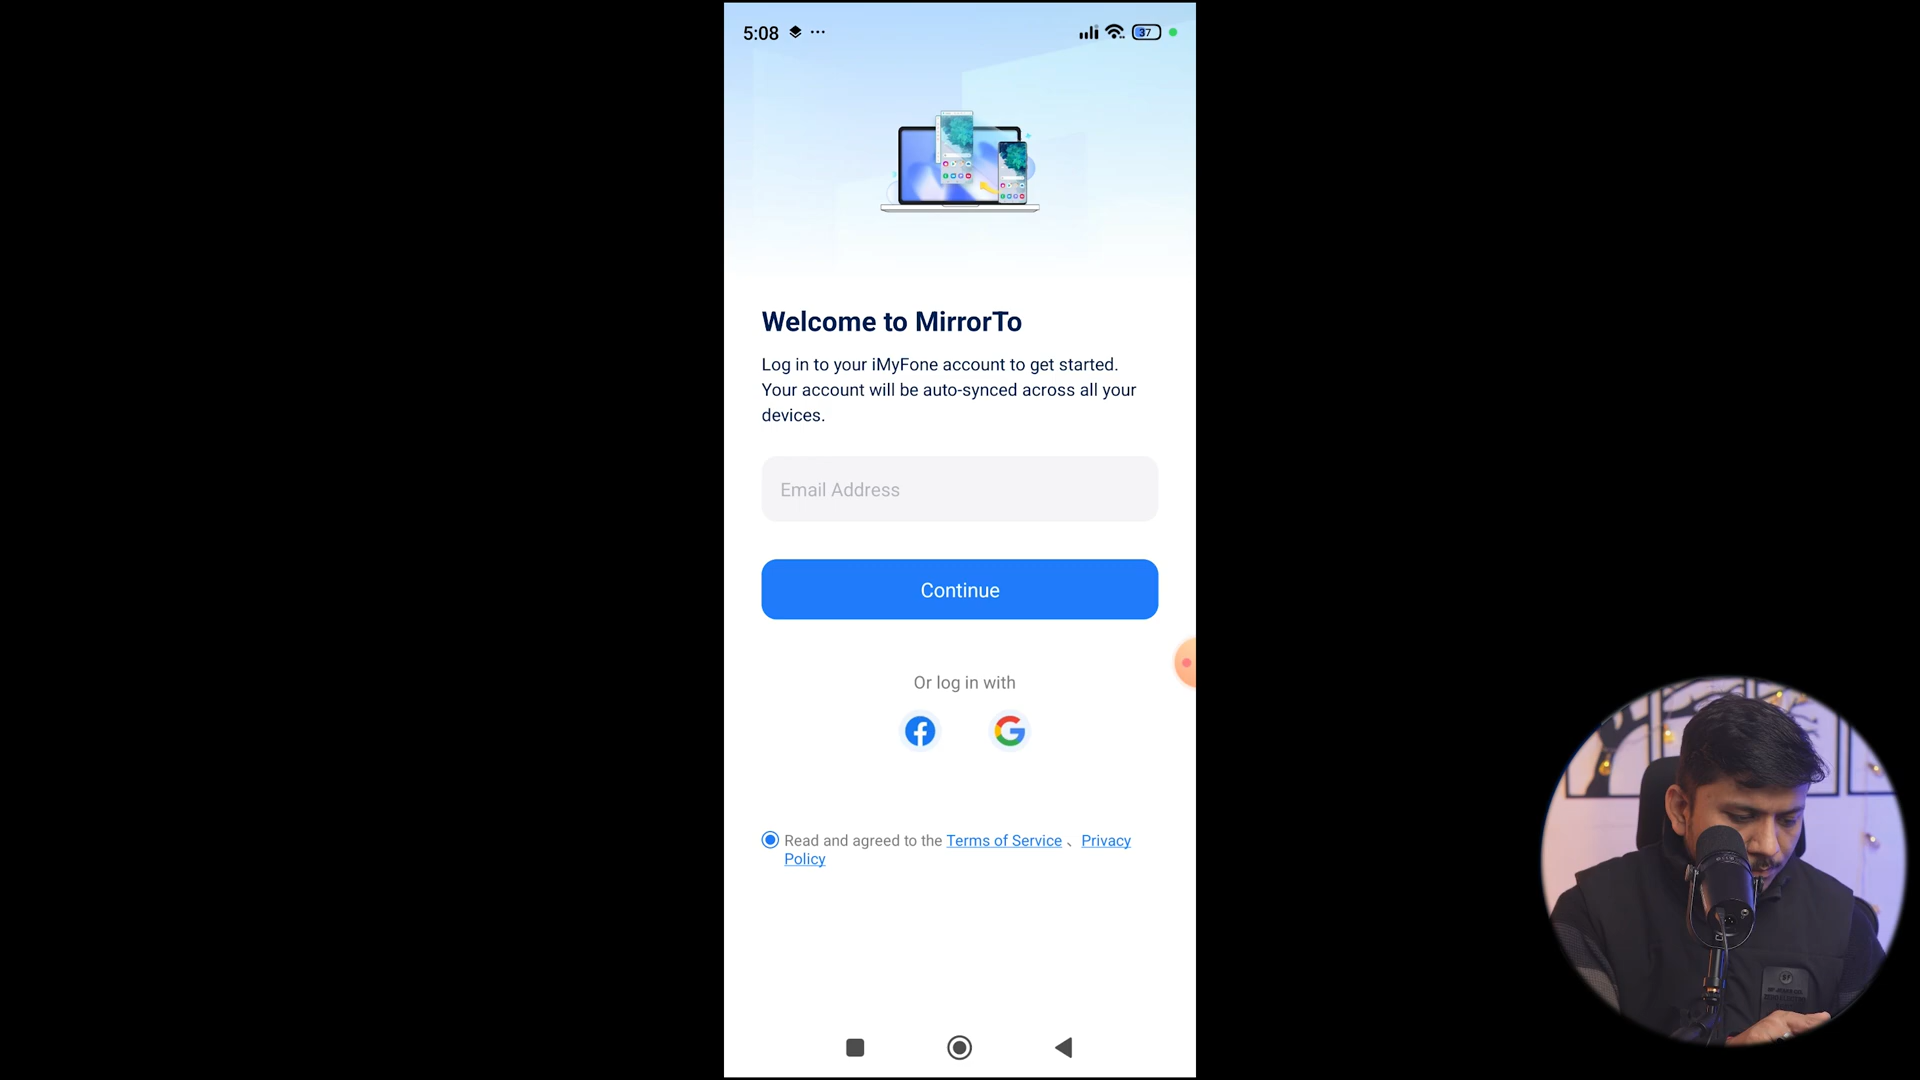 5:08
37
Welcome to MirrorTo
Log in to your iMyFone account to get started.
Your account will be auto-synced across all your
devices.
Email Address
Continue
Or log in with
Read and agreed to the Terms of Service 、 Privacy
Policy